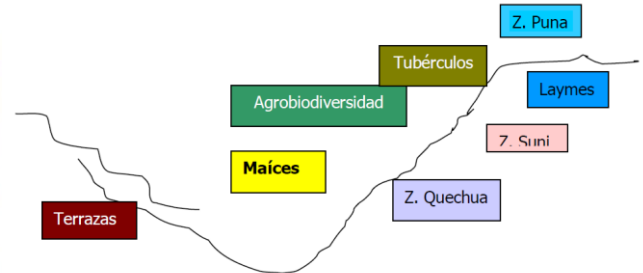 Z. Puna
Tubérculos
Laymes
Agrobiodiversidad
Z. Suni
Maíces
Z. Quechua
Terrazas